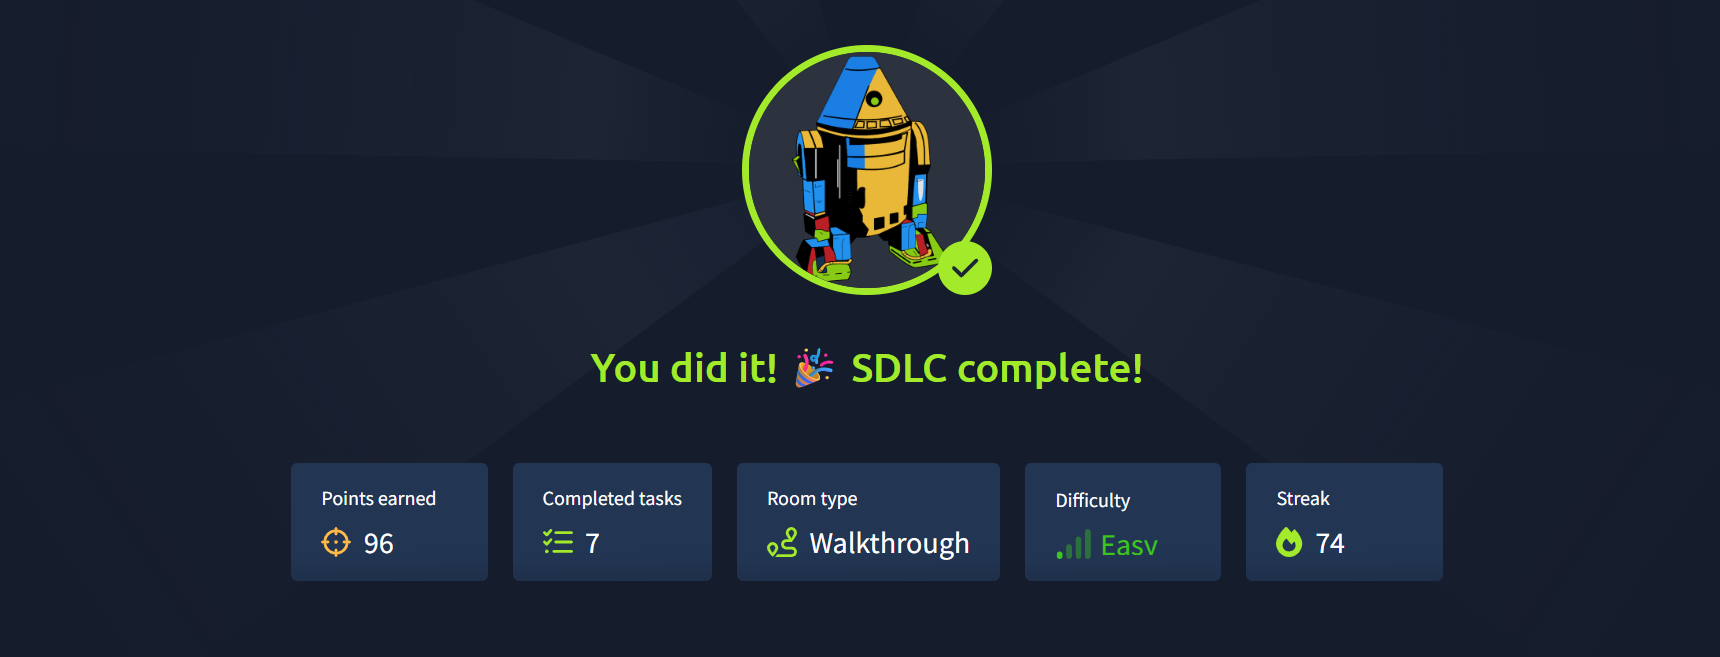 You did it! 🎉 SDLC complete!
Points earned
96
Completed tasks
7
Room type
Walkthrough
Difficulty
Easy
Streak
74